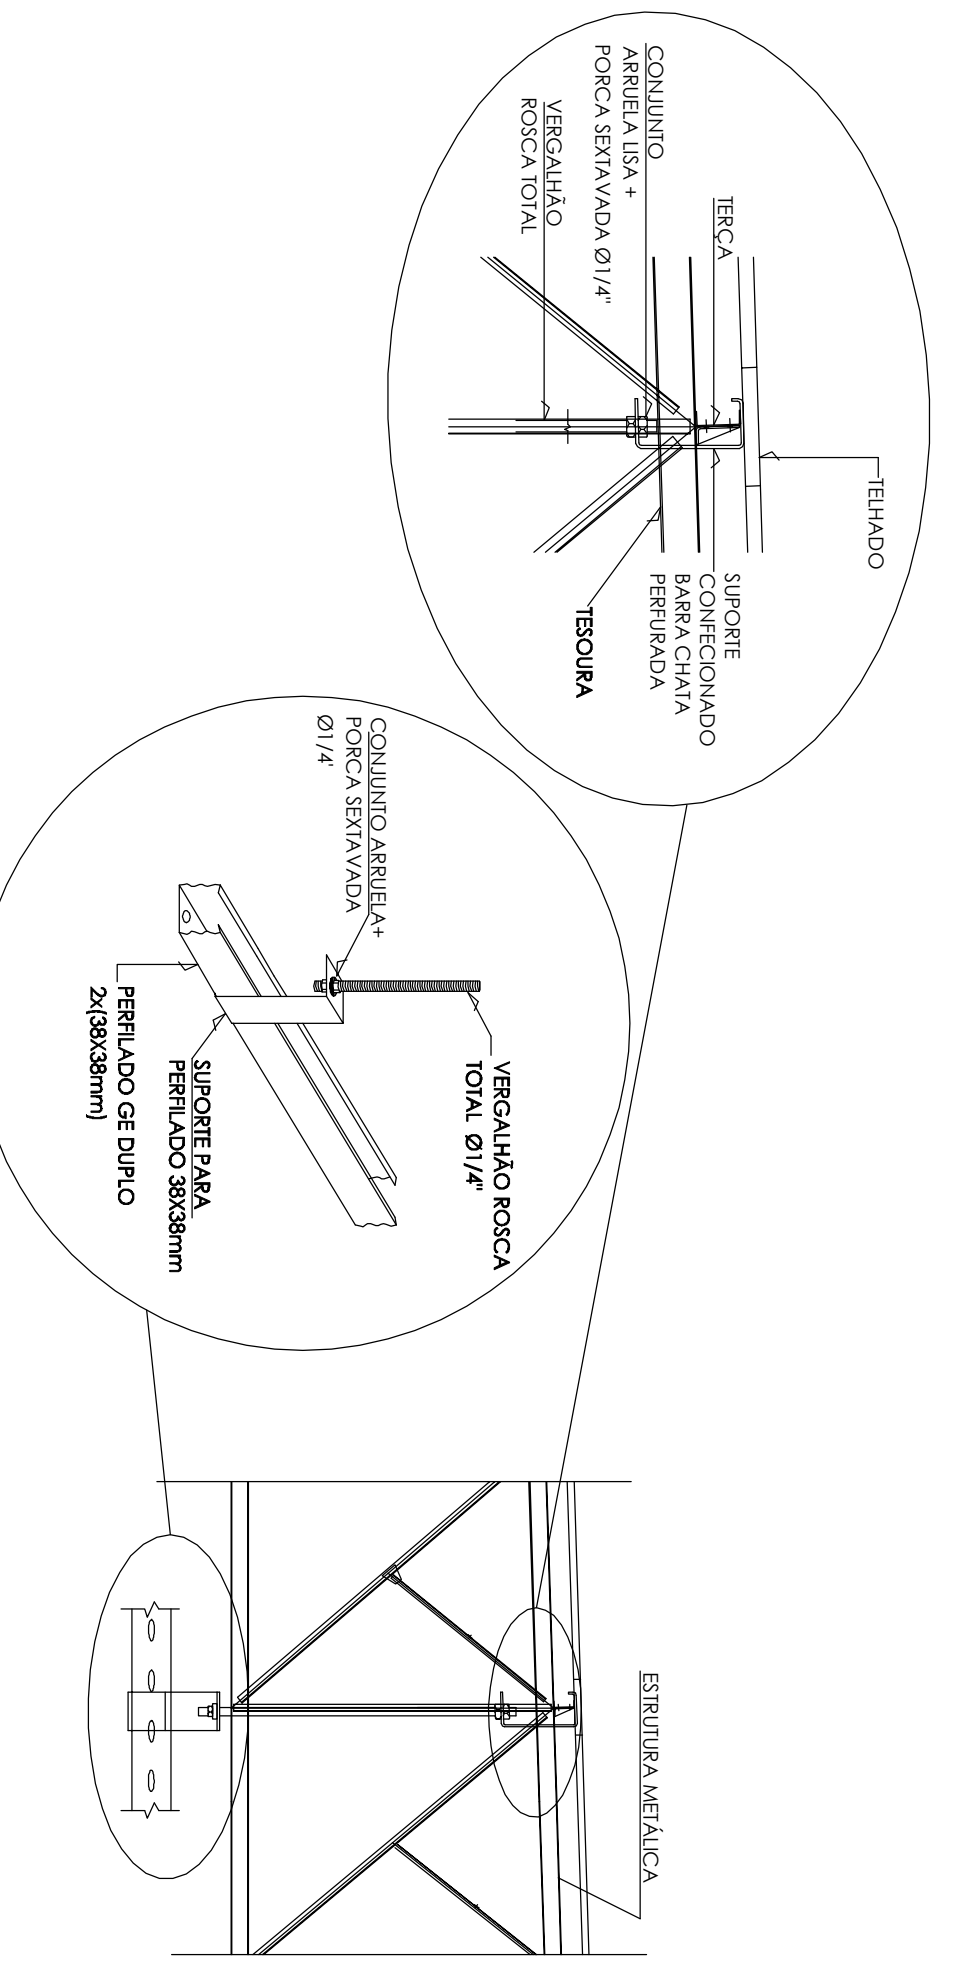 TELHADO
TERÇA
CONJUNTO
ARRUELA LISA +
PORCA SEXTAVADA Ø1/4"
VERGALHÃO
ROSCA TOTAL
SUPORTE
CONFECIONADO
BARRA CHATA
PERFURADA
TESOURA
CONJUNTO ARRUELA+
PORCA SEXTAVADA
Ø1/4'
VERGALHÃO ROSCA
TOTAL Ø1/4"
SUPORTE PARA
PERFILADO 38X38mm
PERFILADO GE DUPLO
2x(38X38mm)
ESTRUTURA METÁLICA